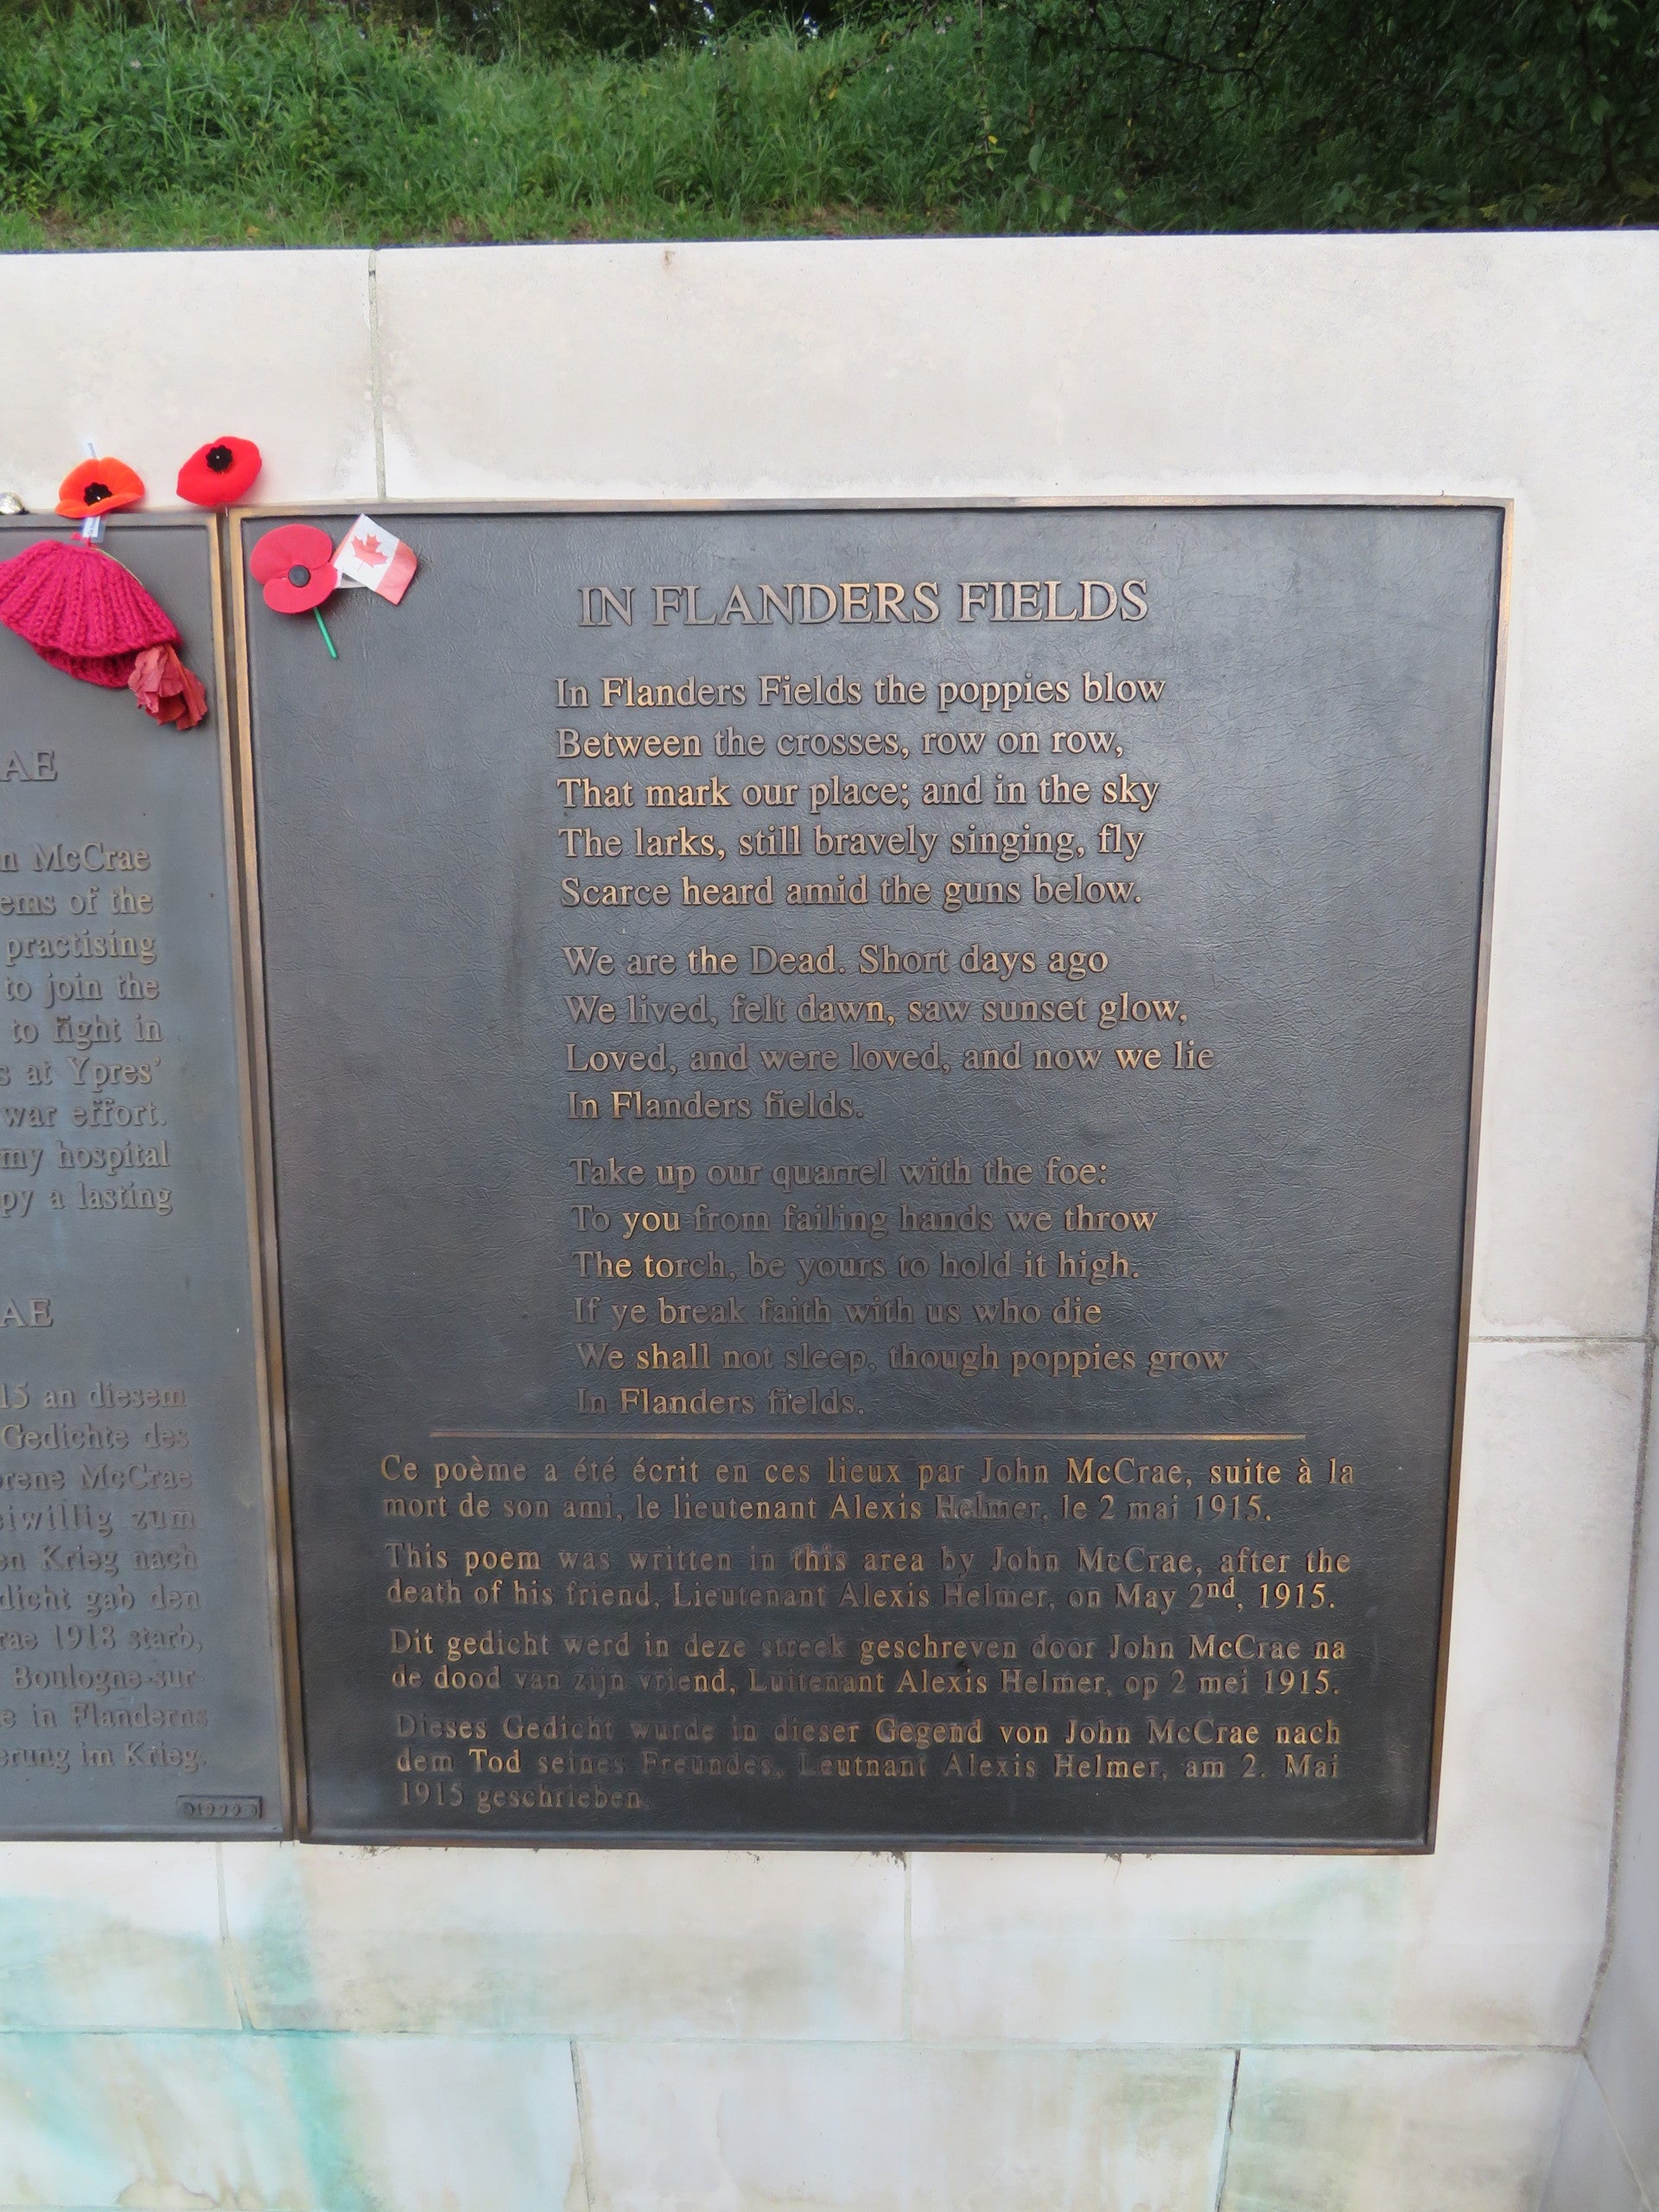 AE
n McCrae
ems of the
practising
to join the
to fight in
s at Ypres'
war effort.
my hospital
py a lasting
AE
15 an diesem
Gedichte des
orene McCrae
eiwillig zum
en Krieg nach
dicht gab den
rae 1918 starb,
Boulogne-sur-
e in Flanderns
erung im Krieg.
1999
IN FLANDERS FIELDS
In Flanders Fields the poppies blow
Between the crosses, row on row,
That mark our place; and in the sky
The larks, still bravely singing, fly
Scarce heard amid the guns below.
We are the Dead. Short days ago
We lived, felt dawn, saw sunset glow,
Loved, and were loved, and now we lie
In Flanders fields.
Take up our quarrel with the foe:
To you from failing hands we throw
The torch, be yours to hold it high.
If ye break faith with us who die
We shall not sleep, though poppies grow
In Flanders fields.
Ce poème a été écrit en ces lieux par John McCrae, suite à la
mort de son ami, le lieutenant Alexis Helmer, le 2 mai 1915.
This poem was written in this area by John McCrae, after the
death of his friend, Lieutenant Alexis Helmer, on May 2nd, 1915.
Dit gedicht werd in deze streek geschreven door John McCrae na
de dood van zijn vriend, Luitenant Alexis Helmer, op 2 mei 1915.
Dieses Gedicht wurde in dieser Gegend von John McCrae nach
dem Tod seines Freundes, Leutnant Alexis Helmer, am 2. Mai
1915 geschrieben.